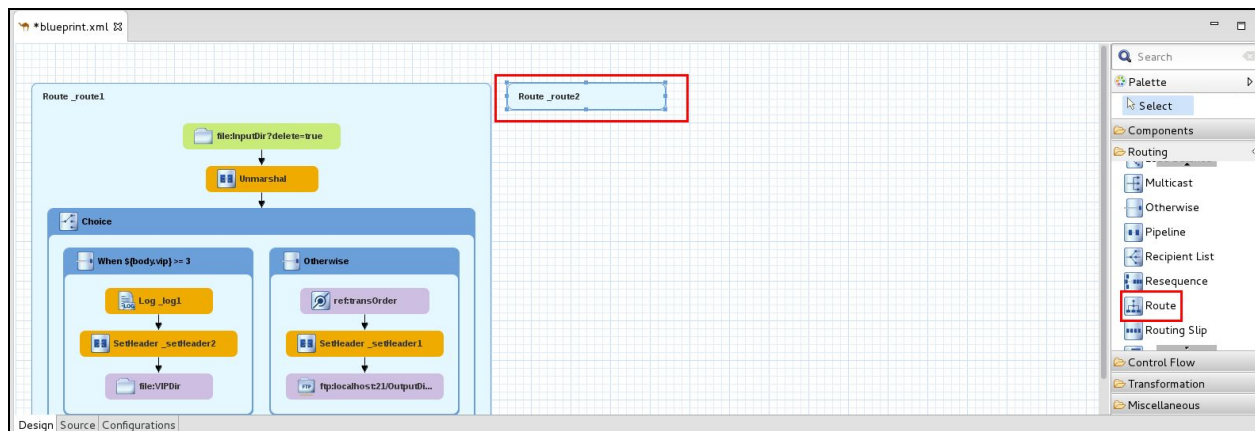 *blueprint.xml
Route _route1
Route _route2
file:InputDir?delete=true
Unmarshal
Choice
When ${body.vip} >= 3
Otherwise
Log _log1
ref:transOrder
SetHeader _setHeader2
SetHeader _setHeader1
file:VIPDir
ftp:localhost:21/OutputDi...
Design Source Configurations
Search
Palette
Select
Components
Routing
Multicast
Otherwise
Pipeline
Recipient List
Resequence
Route
Routing Slip
Control Flow
Transformation
Miscellaneous